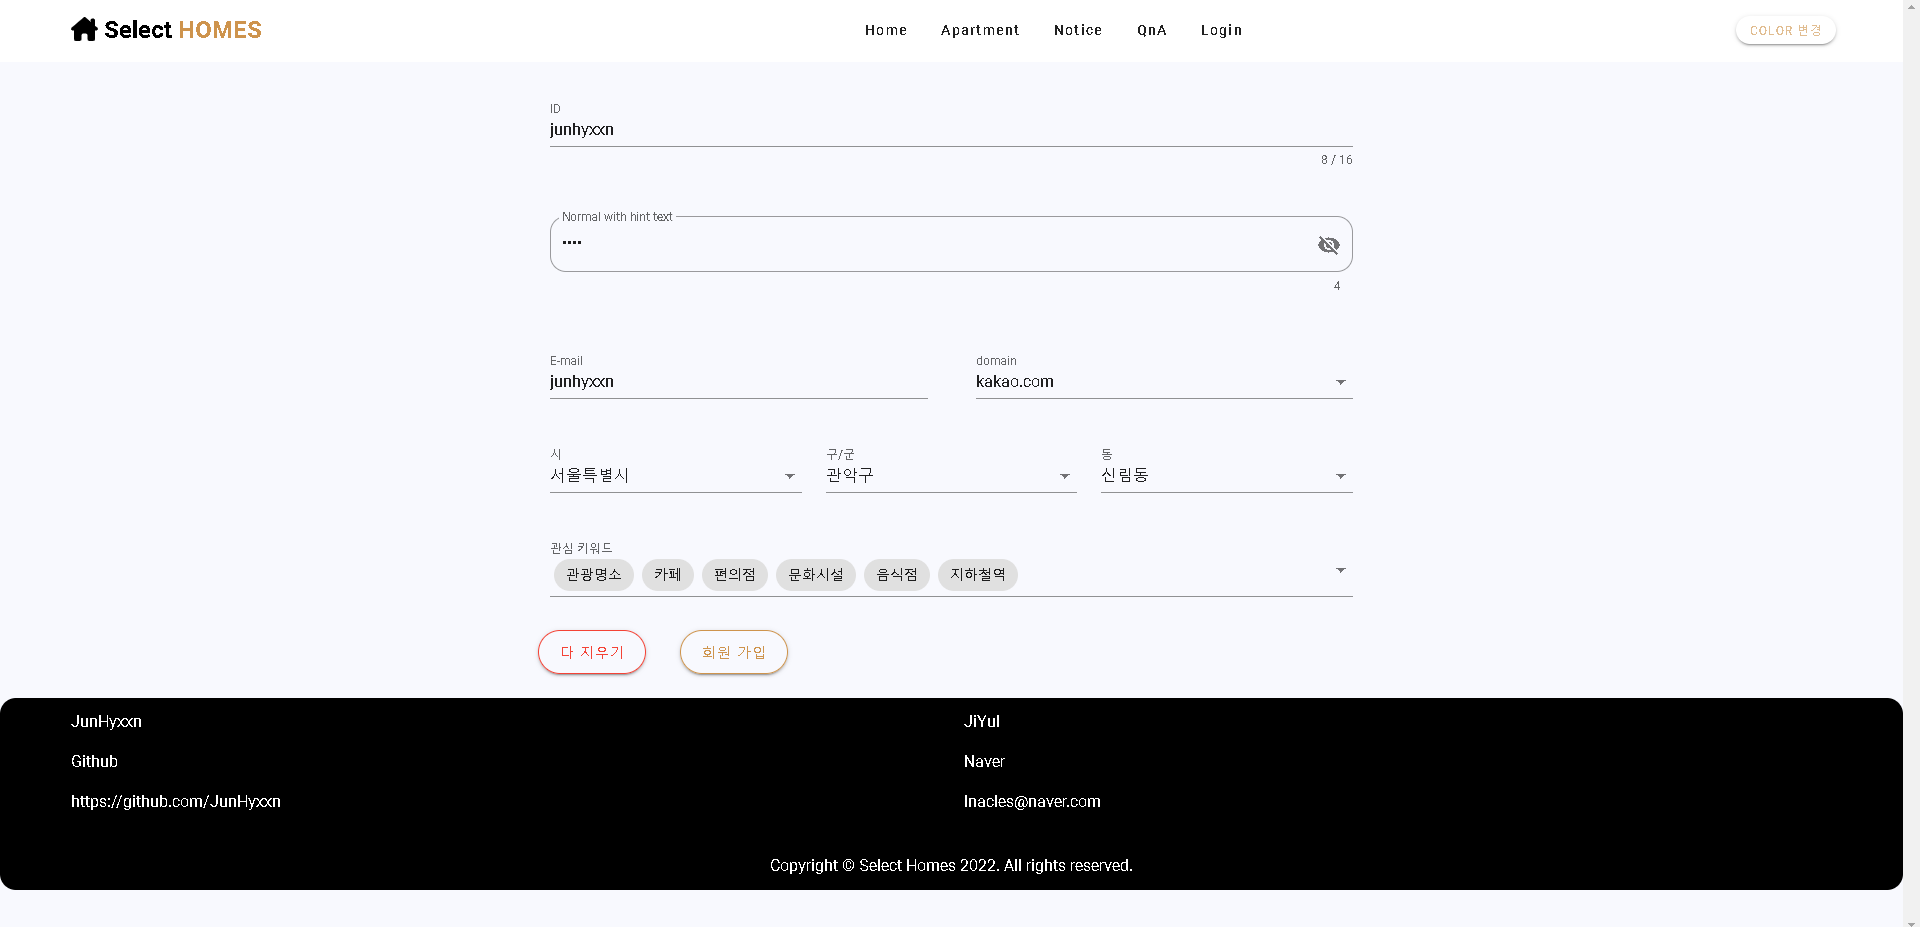 Select HOMES
Home Apartment Notice QnA Login
COLOR 변경
ID
junhyxxn
8 / 16
Normal with hint text
••••
4
E-mail domain
junhyxxn kakao.com
시 구/군 동
서울특별시 관악구 신림동
관심 키워드
관광명소 카페 편의점 문화시설 음식점 지하철역
다 지우기 회원 가입
JunHyxxn JiYul
Github Naver
https://github.com/JunHyxxn lnacles@naver.com
Copyright © Select Homes 2022. All rights reserved.